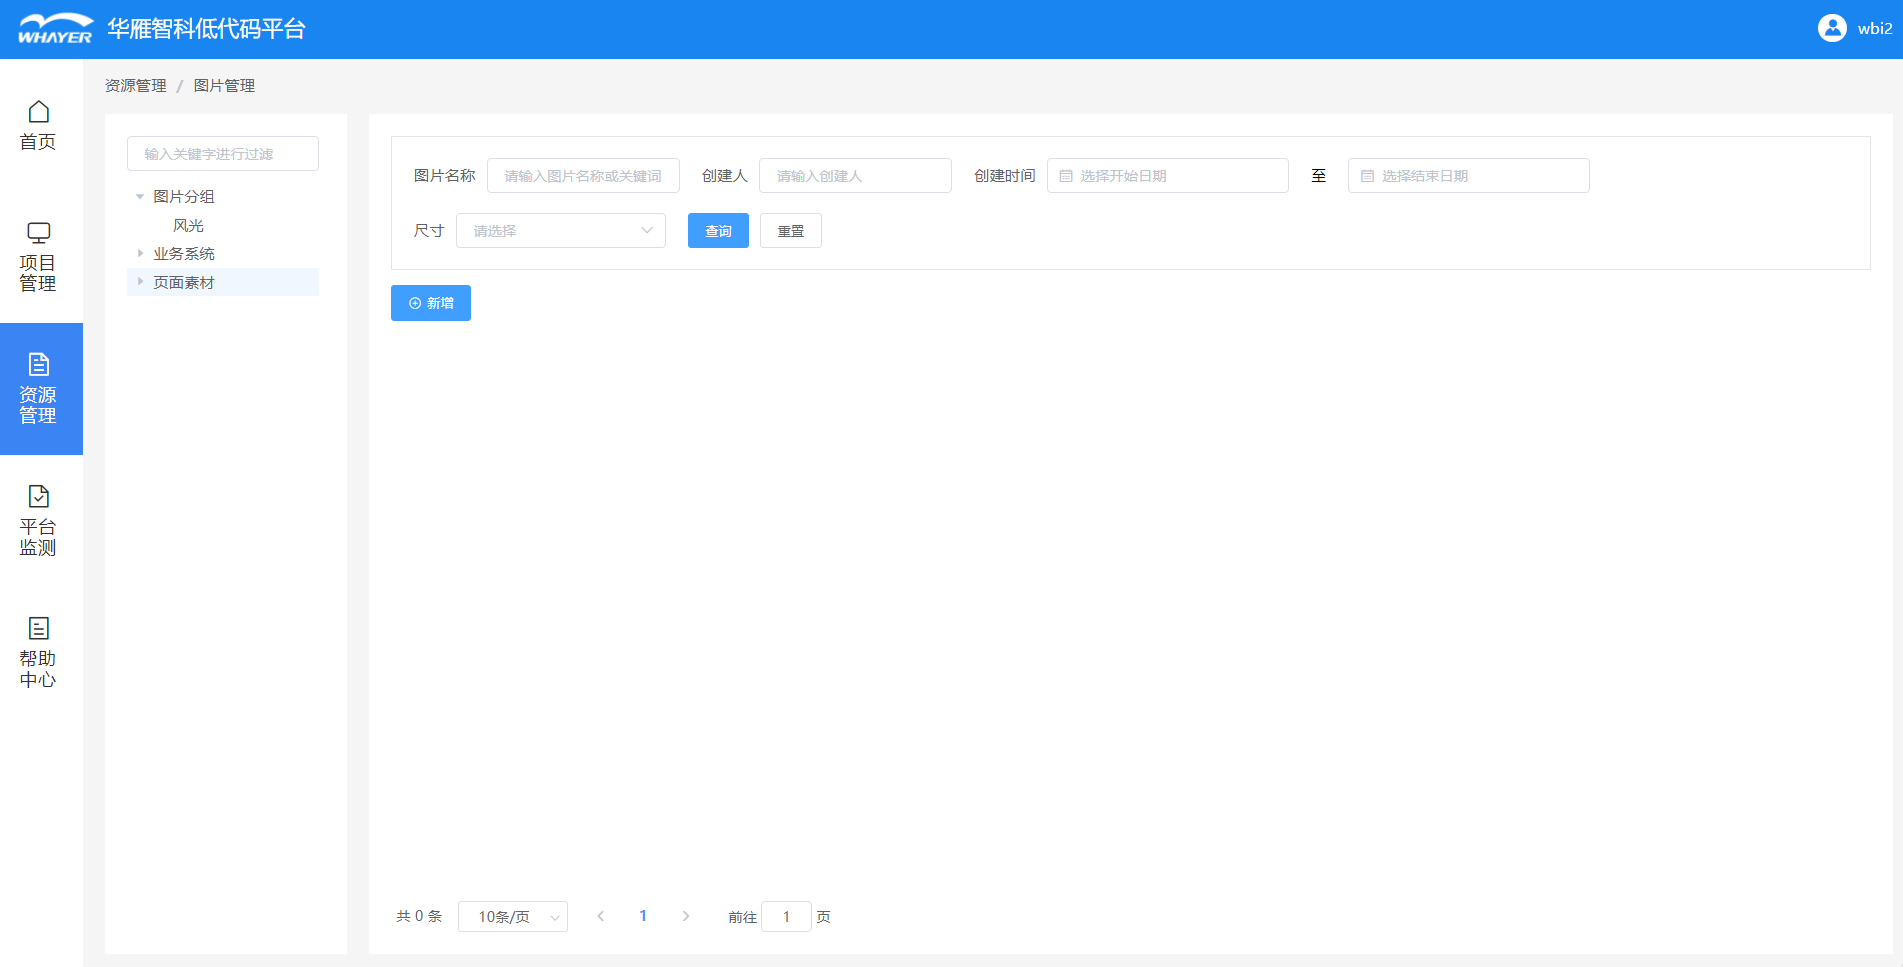 WHAYER 华雁智科低代码平台
wbi2
首页
项目
管理
资源
管理
平台
监测
帮助
中心
资源管理 / 图片管理
输入关键字进行过滤
图片分组
风光
业务系统
页面素材
图片名称 请输入图片名称或关键词 创建人 请输入创建人 创建时间 选择开始日期 至 选择结束日期
尺寸 请选择 查询 重置
新增
共 0 条 10条/页 1 前往 1 页